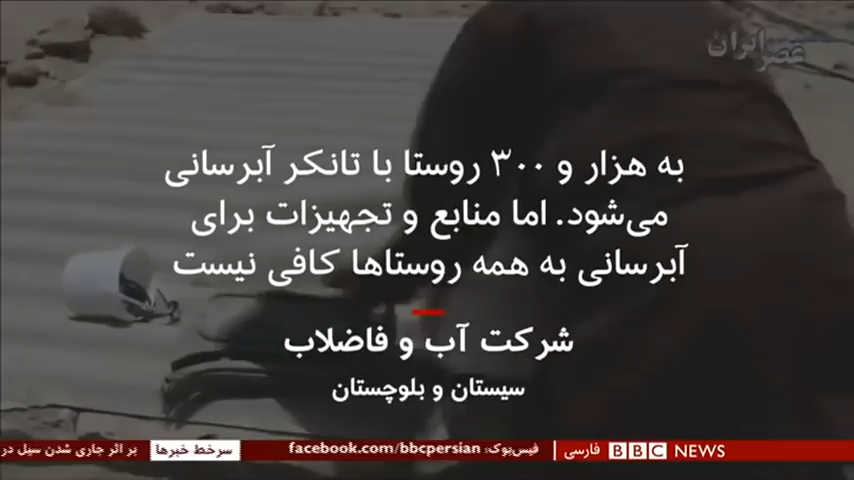 عصر ایران
به هزار و ۳۰۰ روستا با تانکر آبرسانی
می‌شود. اما منابع و تجهیزات برای
آبرسانی به همه روستاها کافی نیست
شرکت آب و فاضلاب
سیستان و بلوچستان
BBC NEWS فارسی | فیس‌بوک: facebook.com/bbcpersian
سرخط خبرها
بر اثر جاری شدن سیل در